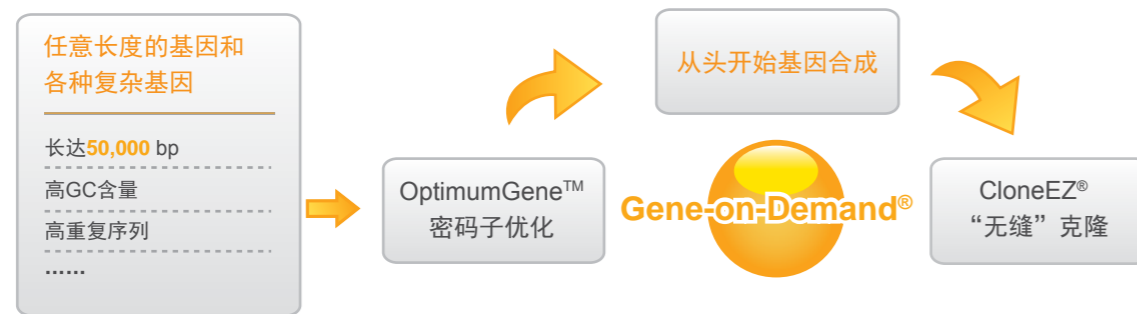 任意长度的基因和
各种复杂基因
长达50,000 bp
高GC含量
高重复序列
……
OptimumGene™
密码子优化
从头开始基因合成
Gene-on-Demand®
CloneEZ®
“无缝”克隆